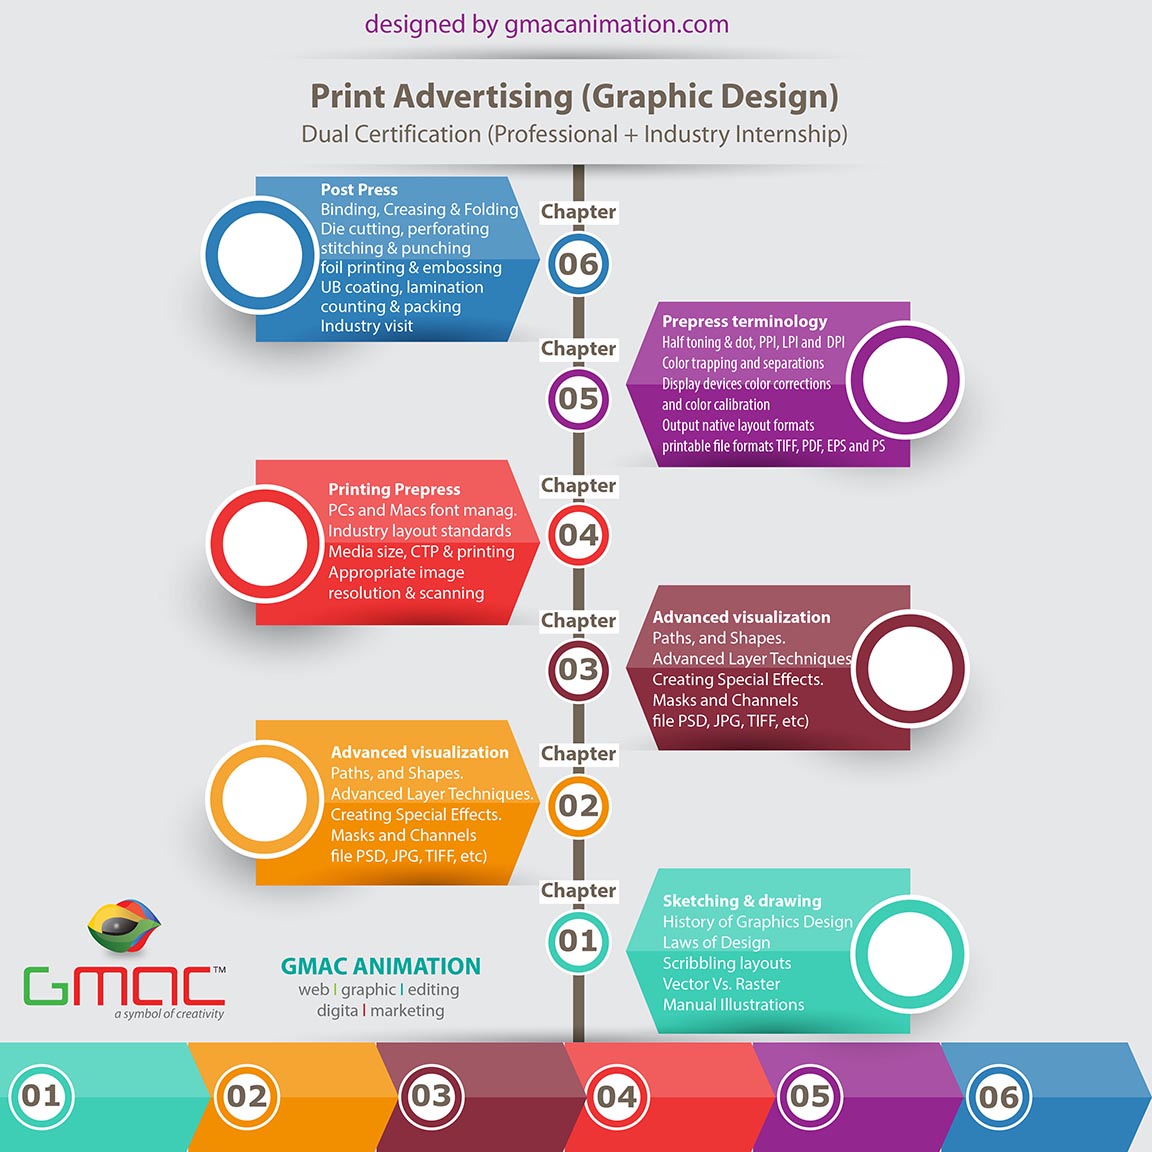 designed by gmacanimation.com
Print Advertising (Graphic Design)
Dual Certification (Professional + Industry Internship)
Post Press
Binding, Creasing & Folding
Die cutting, perforating
stitching & punching
foil printing & embossing
UB coating, lamination
counting & packing
Industry visit
Chapter
06
Prepress terminology
Half toning & dot, PPI, LPI and DPI
Color trapping and separations
Display devices color corrections
and color calibration
Output native layout formats
printable file formats TIFF, PDF, EPS and PS
Chapter
05
Printing Prepress
PCs and Macs font manag.
Industry layout standards
Media size, CTP & printing
Appropriate image
resolution & scanning
Chapter
04
Advanced visualization
Paths, and Shapes.
Advanced Layer Techniques
Creating Special Effects.
Masks and Channels
file PSD, JPG, TIFF, etc)
Chapter
03
Advanced visualization
Paths, and Shapes.
Advanced Layer Techniques.
Creating Special Effects.
Masks and Channels
file PSD, JPG, TIFF, etc)
Chapter
02
Sketching & drawing
History of Graphics Design
Laws of Design
Scribbling layouts
Vector Vs. Raster
Manual Illustrations
Chapter
01
GMAC™
a symbol of creativity
GMAC ANIMATION
web | graphic | editing
digita | marketing
01 02 03 04 05 06